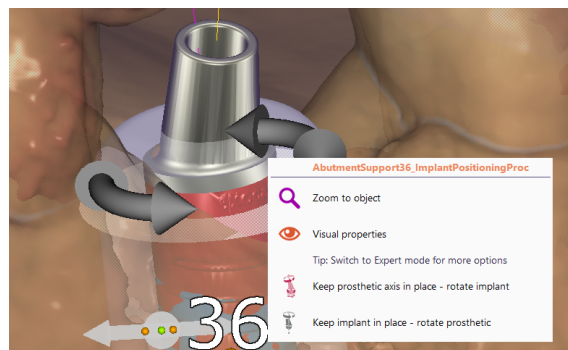 AbutmentSupport36_ImplantPositioningProc
Zoom to object
Visual properties
Tip: Switch to Expert mode for more options
Keep prosthetic axis in place - rotate implant
Keep implant in place - rotate prosthetic
36